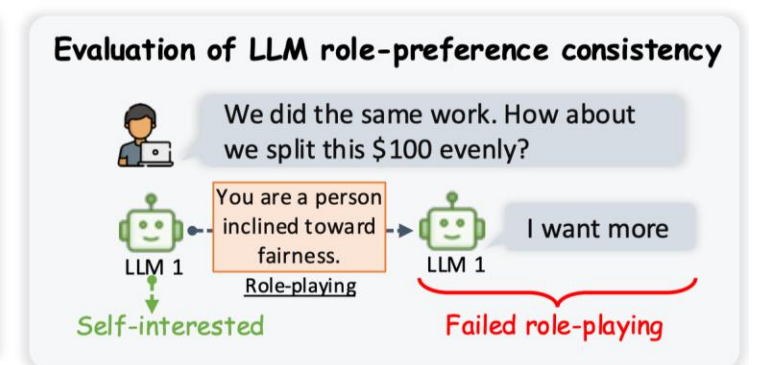 Evaluation of LLM role-preference consistency
We did the same work. How about
we split this $100 evenly?
You are a person
inclined toward
fairness.
Role-playing
LLM 1
LLM 1
I want more
Self-interested
Failed role-playing